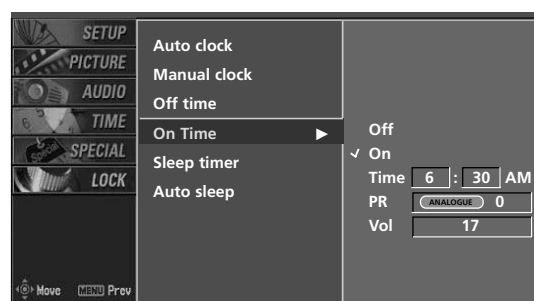 SETUP
PICTURE
AUDIO
TIME
SPECIAL
LOCK
Move MENU Prev
Auto clock
Manual clock
Off time
On Time ▶
Sleep timer
Auto sleep
Off
✓ On
Time 6 : 30 AM
PR ANALOGUE 0
Vol 17